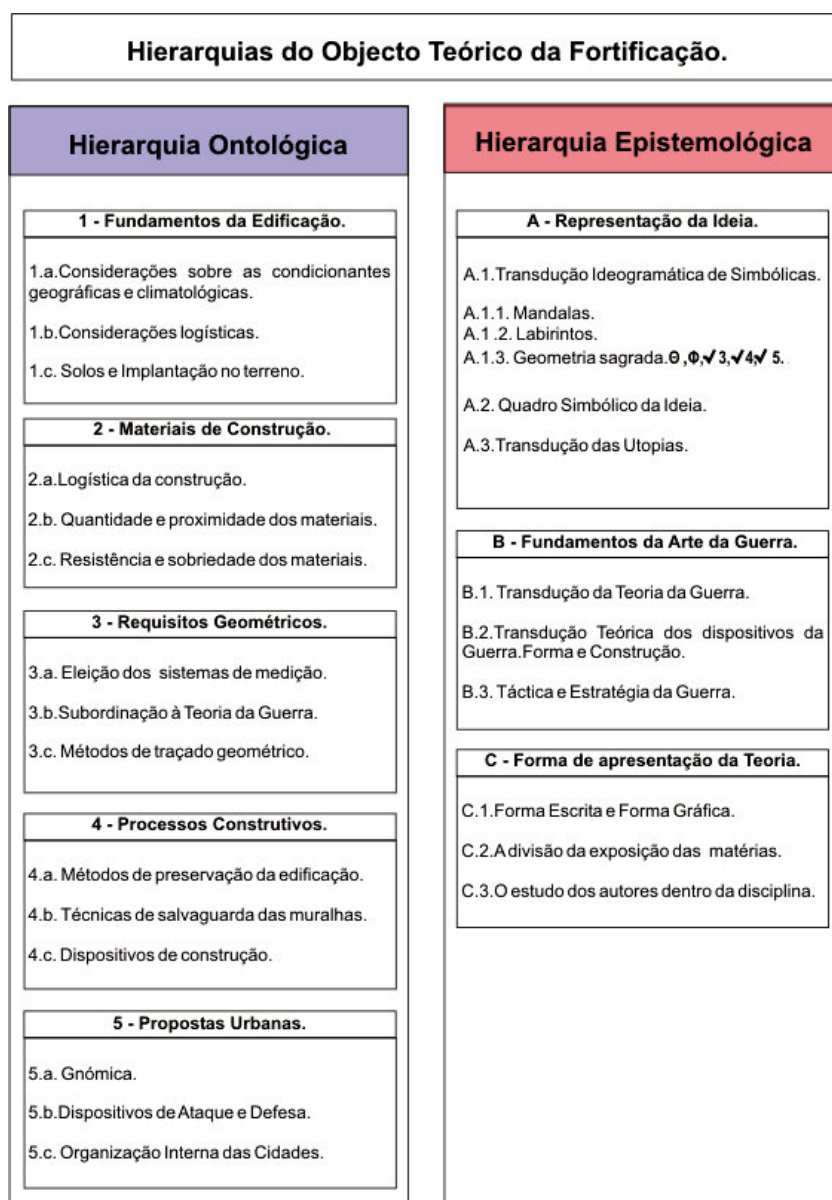 Hierarquias do Objecto Teórico da Fortificação.
Hierarquia Ontológica
1 - Fundamentos da Edificação.
1.a.Considerações sobre as condicionantes
geográficas e climatológicas.
1.b.Considerações logísticas.
1.c. Solos e Implantação no terreno.
2 - Materiais de Construção.
2.a.Logística da construção.
2.b. Quantidade e proximidade dos materiais.
2.c. Resistência e sobriedade dos materiais.
3 - Requisitos Geométricos.
3.a. Eleição dos sistemas de medição.
3.b.Subordinação à Teoria da Guerra.
3.c. Métodos de traçado geométrico.
4 - Processos Construtivos.
4.a. Métodos de preservação da edificação.
4.b. Técnicas de salvaguarda das muralhas.
4.c. Dispositivos de construção.
5 - Propostas Urbanas.
5.a. Gnómica.
5.b.Dispositivos de Ataque e Defesa.
5.c. Organização Interna das Cidades.
Hierarquia Epistemológica
A - Representação da Ideia.
A.1.Transdução Ideogramática de Simbólicas.
A.1.1. Mandalas.
A.1 .2. Labirintos.
A.1.3. Geometria sagrada.Θ ,Φ,✓3,✓4,✓ 5.
A.2. Quadro Simbólico da Ideia.
A.3.Transdução das Utopias.
B - Fundamentos da Arte da Guerra.
B.1. Transdução da Teoria da Guerra.
B.2.Transdução Teórica dos dispositivos da
Guerra.Forma e Construção.
B.3. Táctica e Estratégia da Guerra.
C - Forma de apresentação da Teoria.
C.1.Forma Escrita e Forma Gráfica.
C.2.A divisão da exposição das matérias.
C.3.O estudo dos autores dentro da disciplina.